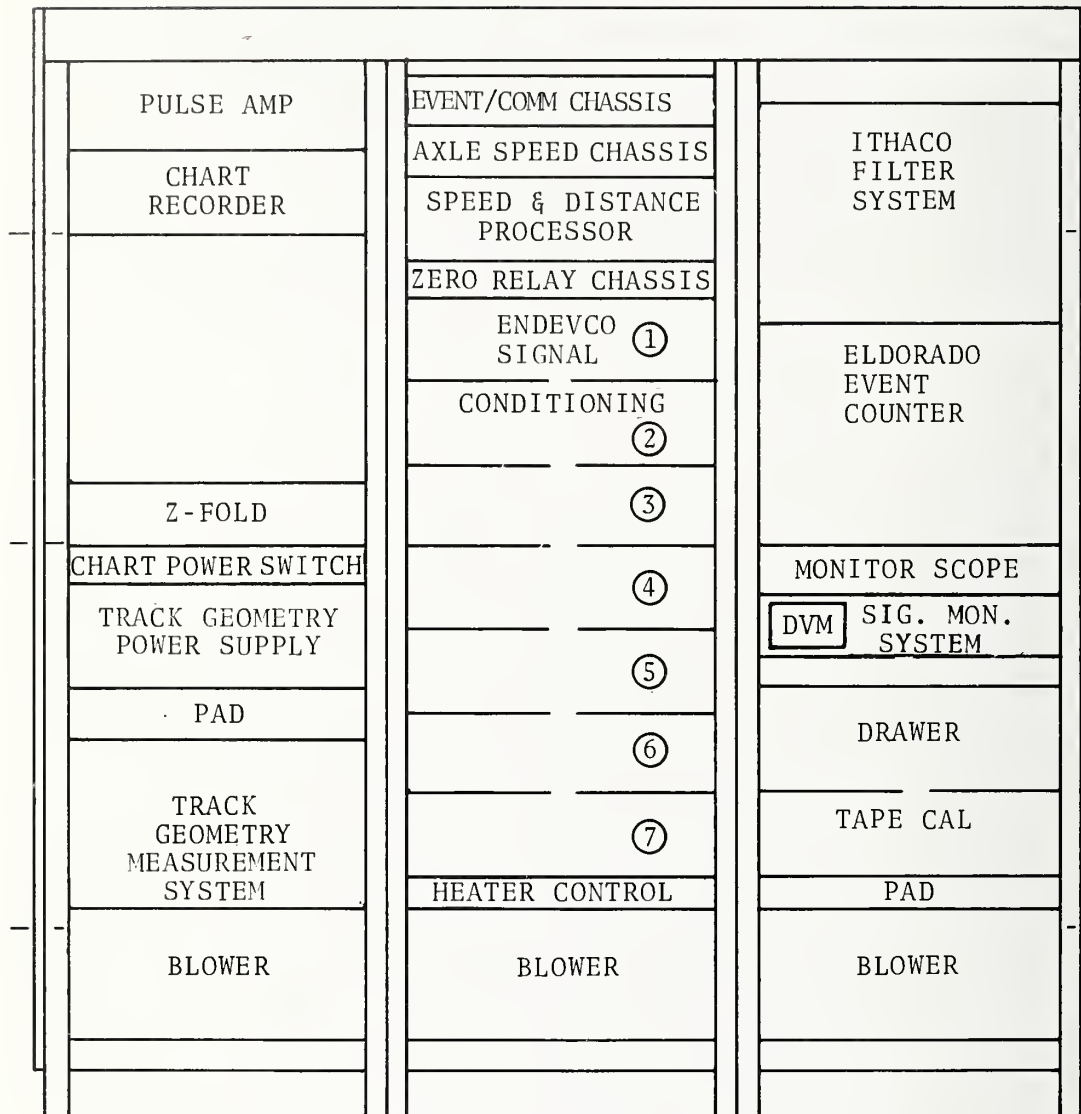 PULSE AMP
CHART
RECORDER
Z-FOLD
CHART POWER SWITCH
TRACK GEOMETRY
POWER SUPPLY
PAD
TRACK
GEOMETRY
MEASUREMENT
SYSTEM
BLOWER
EVENT/COMM CHASSIS
AXLE SPEED CHASSIS
SPEED & DISTANCE
PROCESSOR
ZERO RELAY CHASSIS
ENDEVCO
SIGNAL ①
CONDITIONING
②
③
④
⑤
⑥
⑦
HEATER CONTROL
BLOWER
ITHACO
FILTER
SYSTEM
ELDORADO
EVENT
COUNTER
MONITOR SCOPE
DVM SIG. MON.
SYSTEM
DRAWER
TAPE CAL
PAD
BLOWER